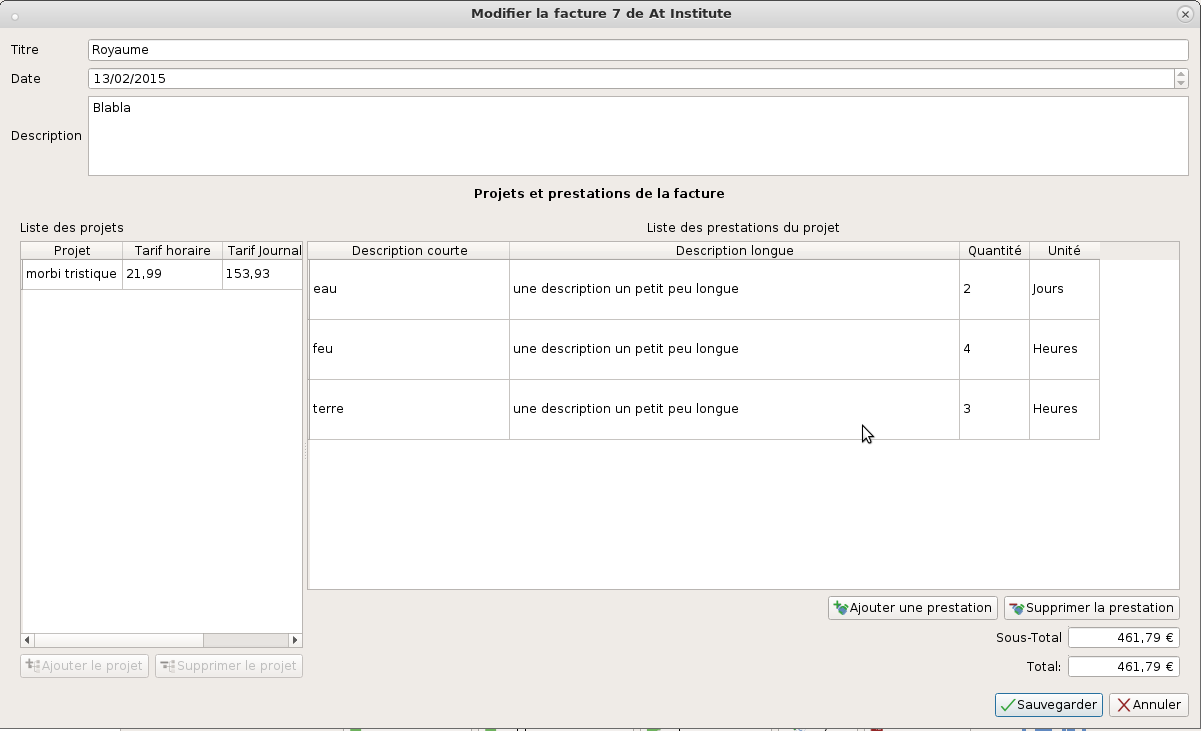 Modifier la facture 7 de At Institute
Titre Royaume
Date 13/02/2015
Description Blabla
Projets et prestations de la facture
Liste des projets Liste des prestations du projet
Projet Tarif horaire Tarif Journal Description courte Description longue Quantité Unité
morbi tristique 21,99 153,93
eau une description un petit peu longue 2 Jours
feu une description un petit peu longue 4 Heures
terre une description un petit peu longue 3 Heures
Ajouter une prestation Supprimer la prestation
Sous-Total 461,79 €
Ajouter le projet Supprimer le projet Total: 461,79 €
Sauvegarder Annuler